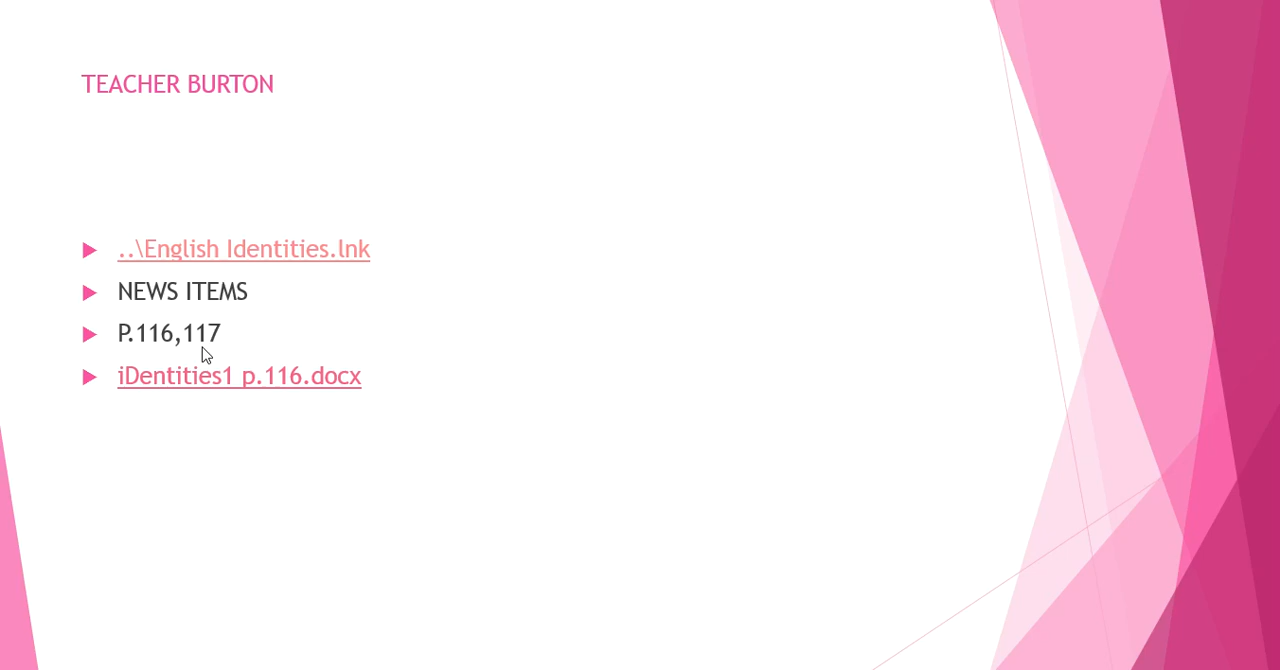 TEACHER BURTON
..\English Identities.lnk
NEWS ITEMS
P.116,117
iDentities1 p.116.docx